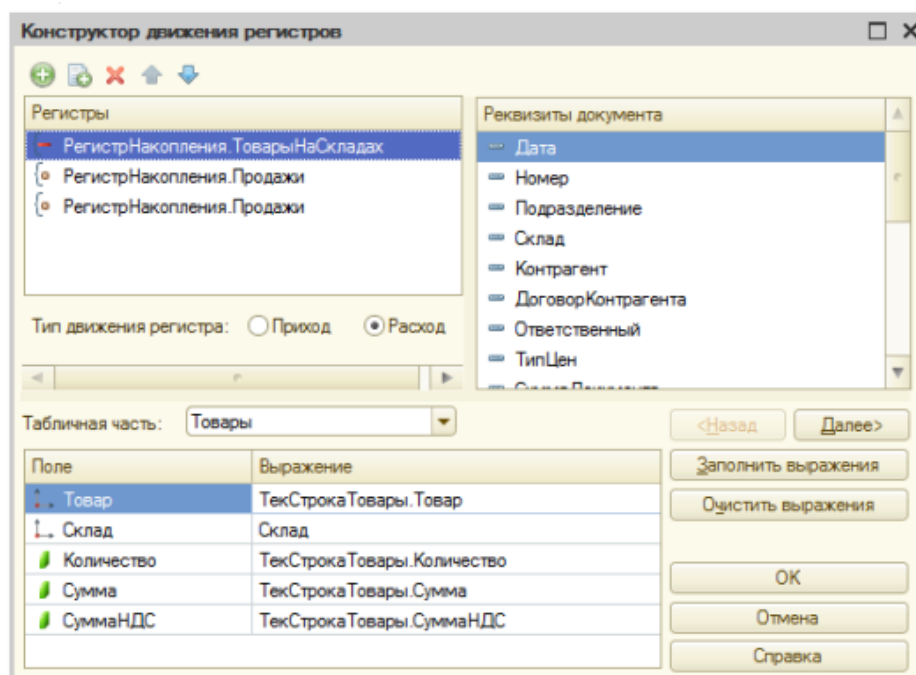 Конструктор движения регистров
Регистры
РегистрНакопления.ТоварыНаСкладах
РегистрНакопления.Продажи
РегистрНакопления.Продажи
Тип движения регистра: Приход Расход
Реквизиты документа
Дата
Номер
Подразделение
Склад
Контрагент
ДоговорКонтрагента
Ответственный
ТипЦен
СуммаДокумента
Табличная часть: Товары
<Назад Далее>
Поле Выражение
Товар ТекСтрокаТовары.Товар
Склад Склад
Количество ТекСтрокаТовары.Количество
Сумма ТекСтрокаТовары.Сумма
СуммаНДС ТекСтрокаТовары.СуммаНДС
Заполнить выражения
Очистить выражения
ОК
Отмена
Справка